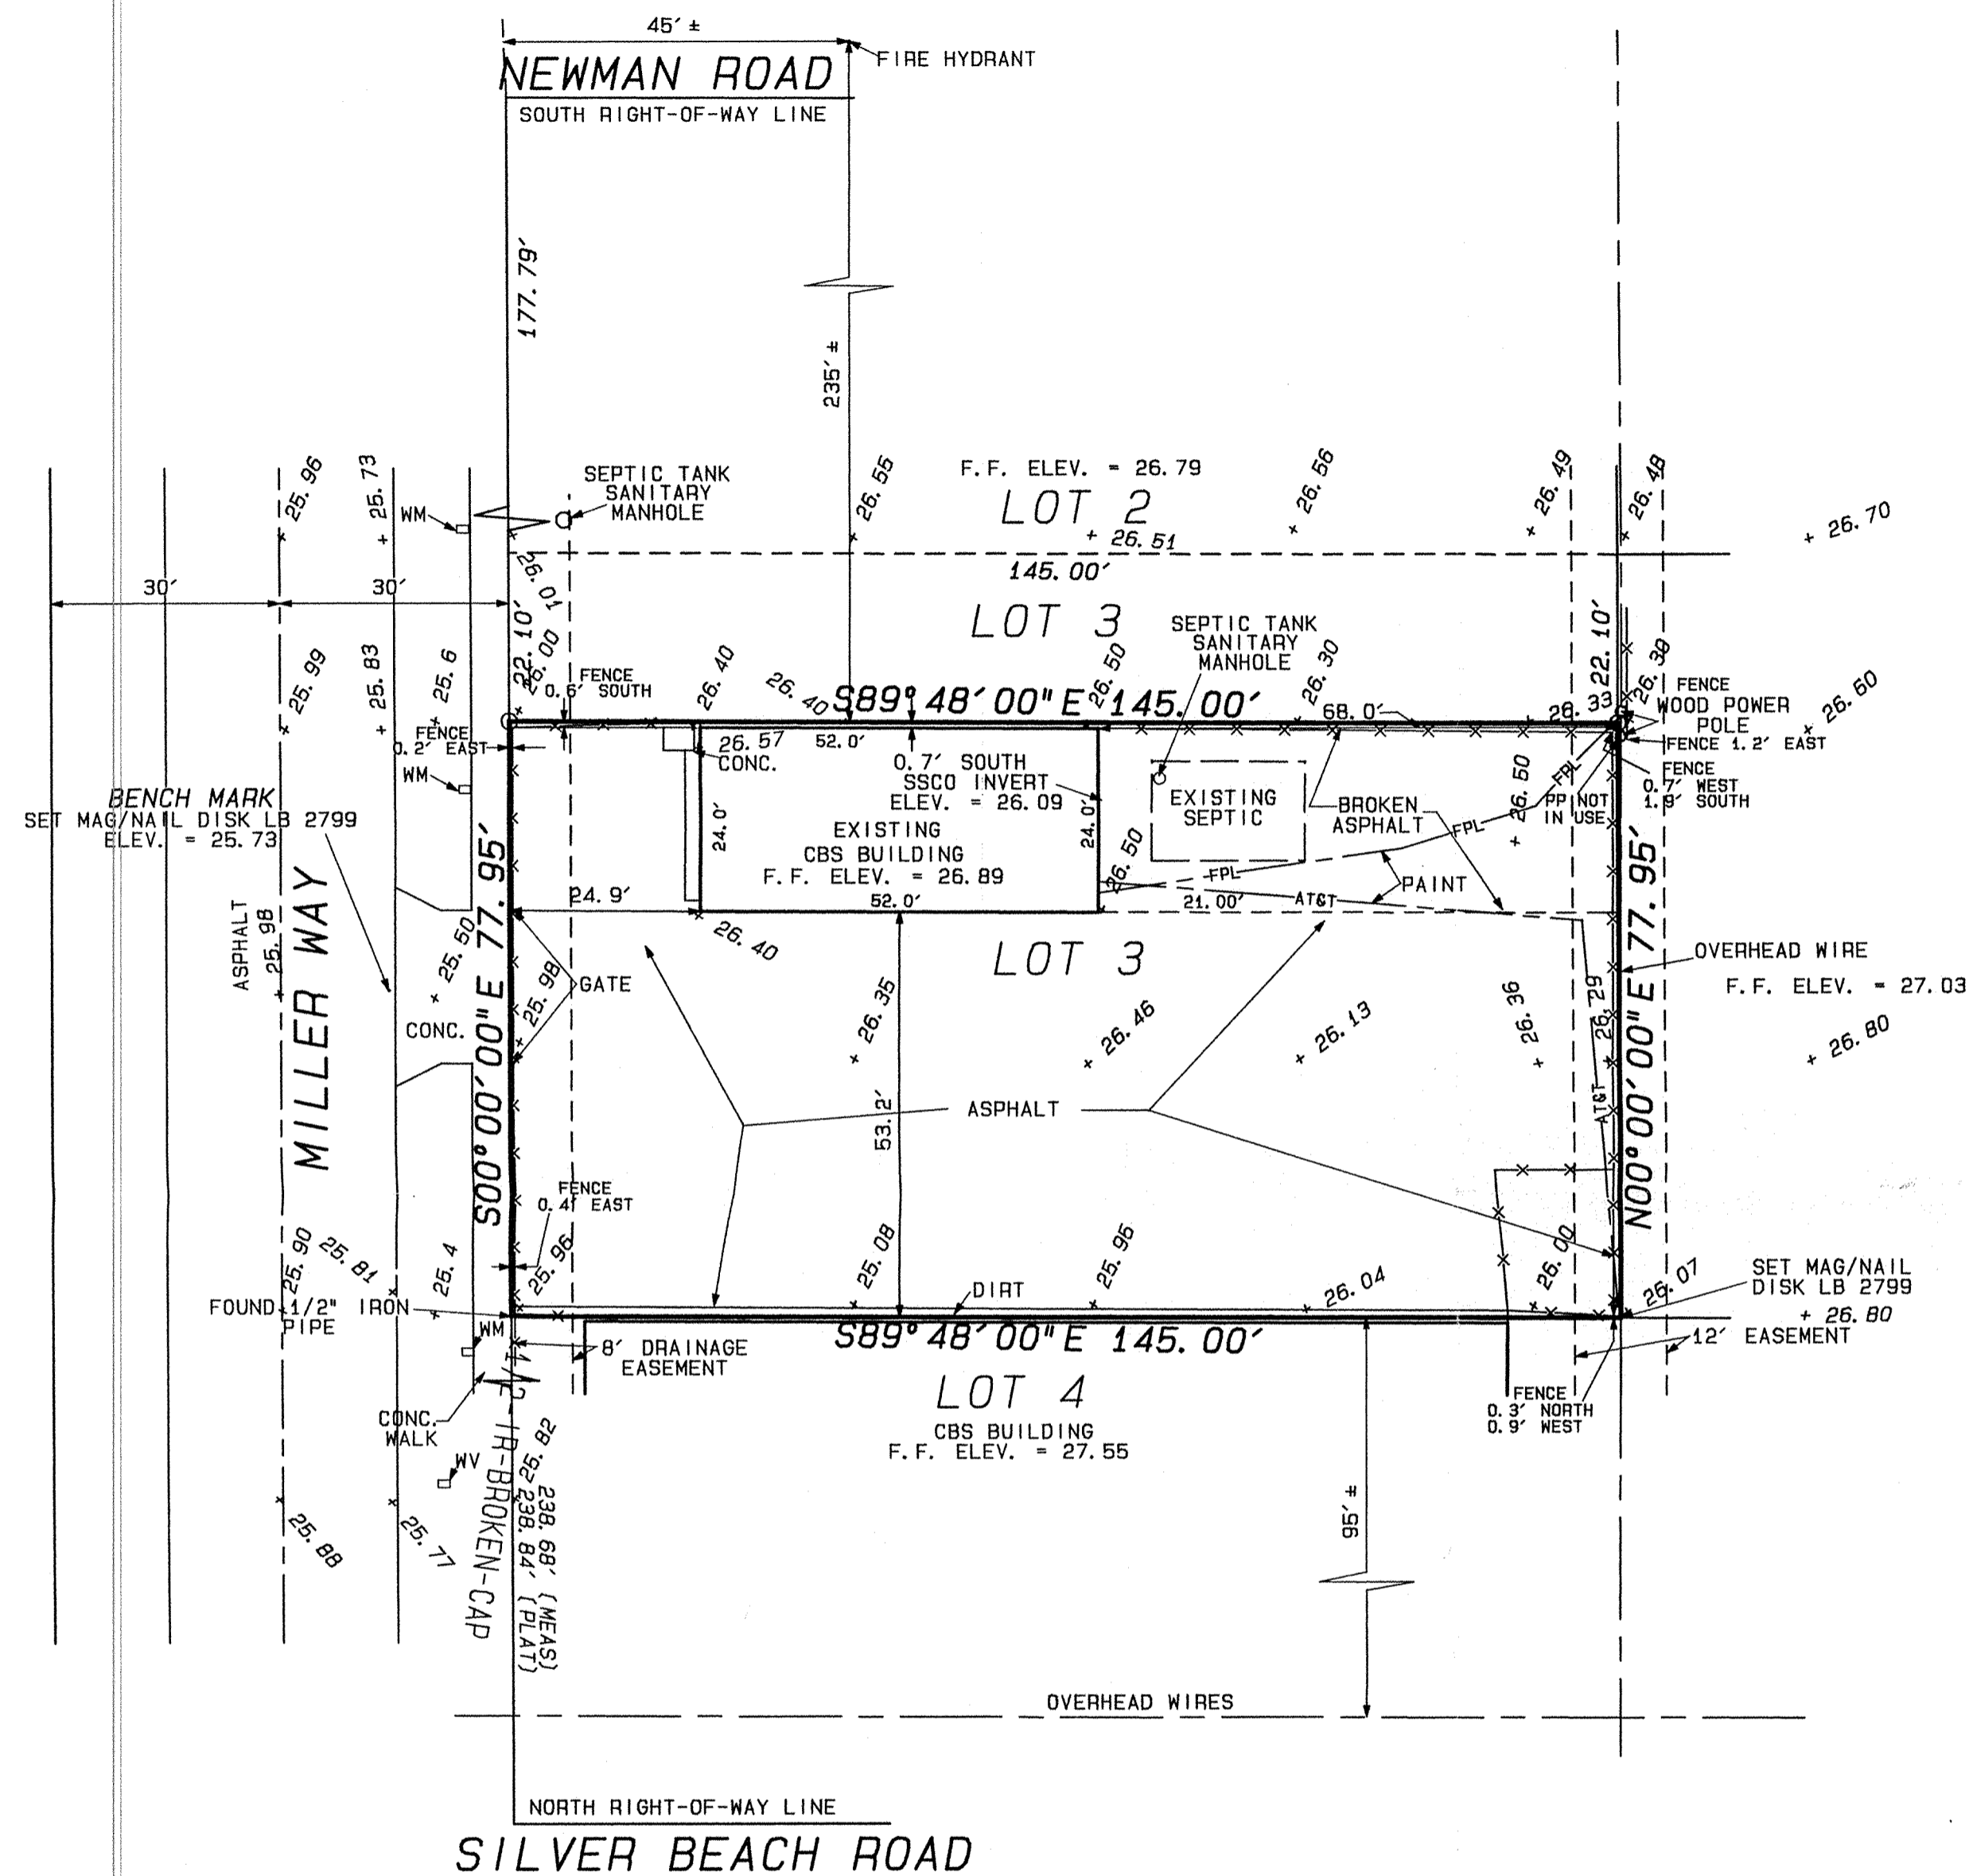 45' ±
FIRE HYDRANT
NEWMAN ROAD
SOUTH RIGHT-OF-WAY LINE
177.79'
235' ±
SEPTIC TANK
SANITARY
MANHOLE
WM
25.96
25.73
26.55
F.F. ELEV. = 26.79
LOT 2
26.51
26.56
26.49
26.48
26.70
145.00'
30'
30'
26.01
22.10'
26.00
LOT 3
SEPTIC TANK
SANITARY
MANHOLE
22.10'
25.99
25.83
25.6
FENCE
0.6' SOUTH
26.40
26.40
S89°48'00"E 145.00'
26.50
26.30
68.0'
26.33
26.38
FENCE
WOOD POWER
POLE
26.60
FENCE 1.2' EAST
FENCE
0.2' EAST
WM
26.57
CONC.
52.0'
0.7' SOUTH
SSCO INVERT
ELEV. = 26.09
EXISTING
SEPTIC
BROKEN
ASPHALT
26.50
FPL
PP NOT
IN USE
FENCE
0.7' WEST
1.9' SOUTH
BENCH MARK
SET MAG/NAIL DISK LB 2799
ELEV. = 25.73
24.0'
EXISTING
CBS BUILDING
F.F. ELEV. = 26.89
24.0'
26.50
FPL
FPL
PAINT
S00°00'00"E 77.95'
N00°00'00"E 77.95'
24.9'
52.0'
21.00'
AT&T
MILLER WAY
ASPHALT
25.98
25.50
26.40
LOT 3
OVERHEAD WIRE
F.F. ELEV. = 27.03
GATE
25.98
CONC.
26.35
26.46
26.13
26.36
26.29
26.80
ASPHALT
53.2'
AT&T
FENCE
0.4' EAST
25.90
25.81
25.4
25.96
25.08
25.95
26.04
26.00
26.07
DIRT
SET MAG/NAIL
DISK LB 2799
26.80
FOUND 1/2" IRON
PIPE
WM
S89°48'00"E 145.00'
8' DRAINAGE
EASEMENT
12' EASEMENT
LOT 4
CBS BUILDING
F.F. ELEV. = 27.55
FENCE
0.3' NORTH
0.9' WEST
CONC.
WALK
WV
1/2" IR-BROKEN-CAP
25.82
238.68' (MEAS)
238.84' (PLAT)
25.88
25.77
95' ±
OVERHEAD WIRES
NORTH RIGHT-OF-WAY LINE
SILVER BEACH ROAD